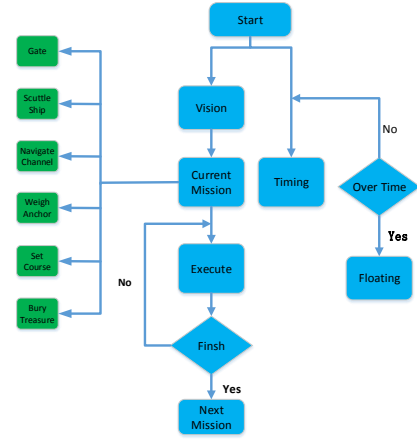 Start
Gate
Scuttle
Ship
Navigate
Channel
Weigh
Anchor
Set
Course
Bury
Treasure
Vision
Current
Mission
Execute
No
Finsh
Yes
Next
Mission
Timing
No
Over Time
Yes
Floating